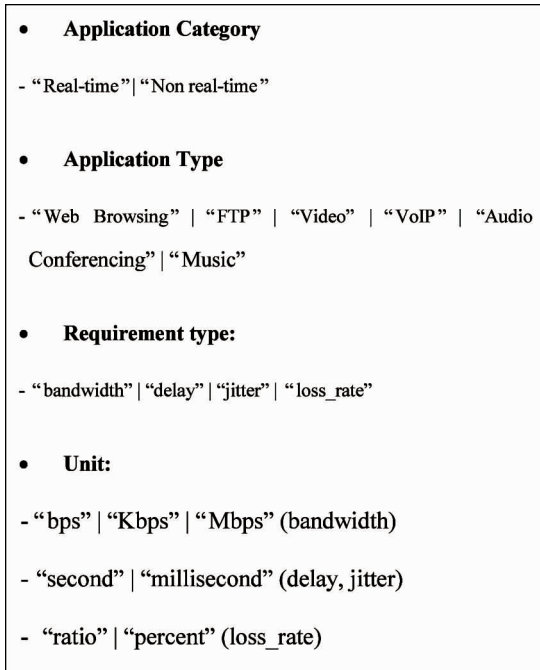 • Application Category
- “Real-time”| “Non real-time”
• Application Type
- “Web Browsing” | “FTP” | “Video” | “VoIP” | “Audio
Conferencing” | “Music”
• Requirement type:
- “bandwidth” | “delay” | “jitter” | “loss_rate”
• Unit:
- “bps” | “Kbps” | “Mbps” (bandwidth)
- “second” | “millisecond” (delay, jitter)
- “ratio” | “percent” (loss_rate)